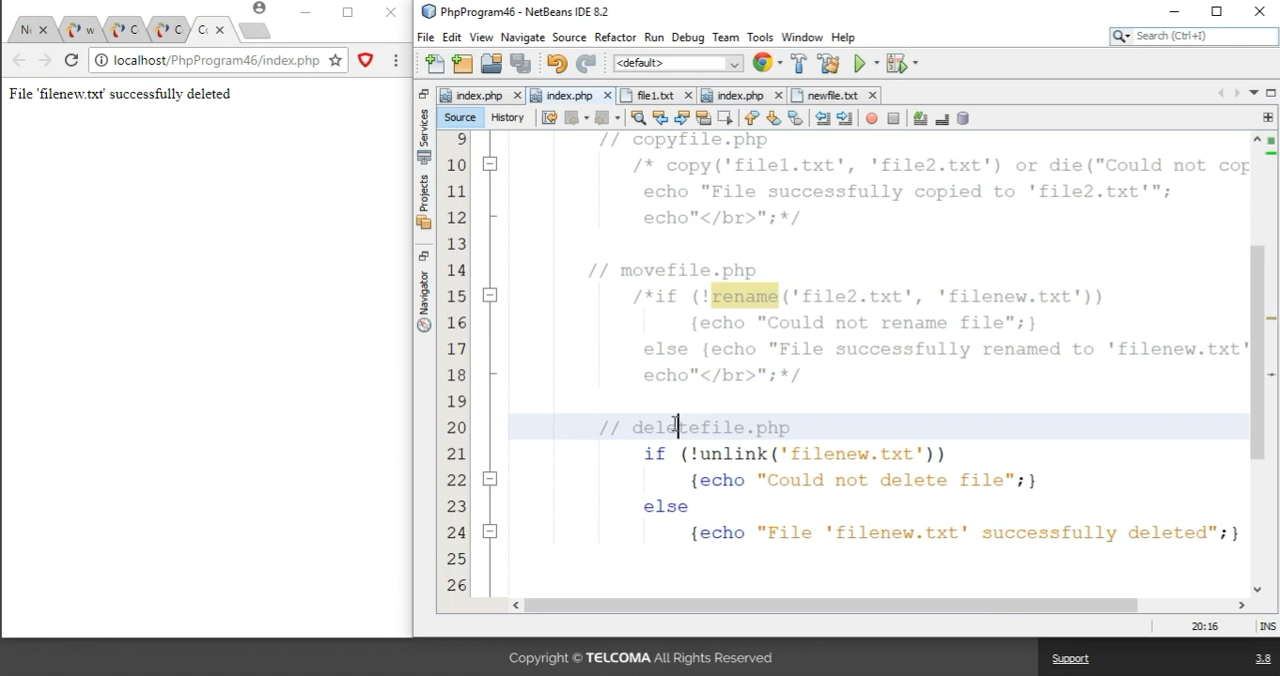 PhpProgram46 - NetBeans IDE 8.2
File Edit View Navigate Source Refactor Run Debug Team Tools Window Help
Search (Ctrl+I)
localhost/PhpProgram46/index.php
<default>
File 'filenew.txt' successfully deleted
index.php index.php file1.txt index.php newfile.txt
Source History
Services
Projects
Navigator
9 // copyfile.php
10 /* copy('file1.txt', 'file2.txt') or die("Could not cop
11 echo "File successfully copied to 'file2.txt'";
12 echo"</br>";*/
13
14 // movefile.php
15 /*if (!rename('file2.txt', 'filenew.txt'))
16 {echo "Could not rename file";}
17 else {echo "File successfully renamed to 'filenew.txt'
18 echo"</br>";*/
19
20 // deletefile.php
21 if (!unlink('filenew.txt'))
22 {echo "Could not delete file";}
23 else
24 {echo "File 'filenew.txt' successfully deleted";}
25
26
20:16 INS
Copyright © TELCOMA All Rights Reserved
Support 3.8